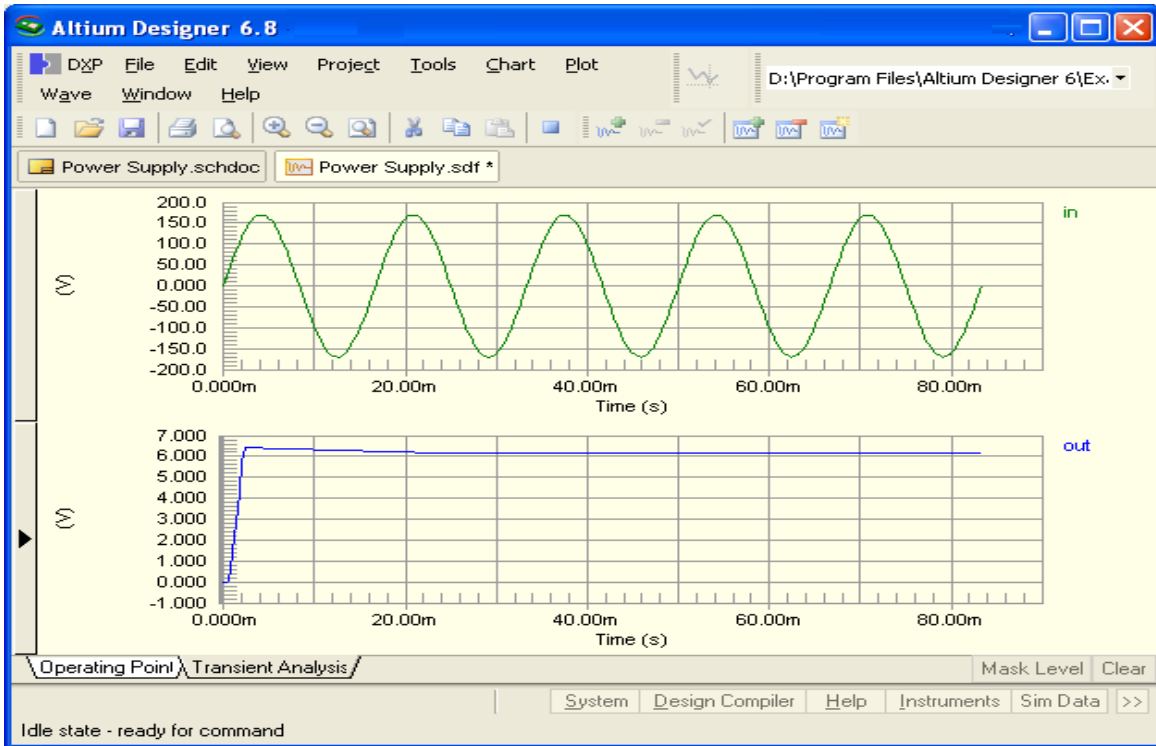 Altium Designer 6.8
DXP File Edit View Project Tools Chart Plot
Wave Window Help
D:\Program Files\Altium Designer 6\Ex.
Power Supply.schdoc Power Supply.sdf *
200.0
150.0
100.0
50.00
0.000
-50.00
-100.0
-150.0
-200.0
(V)
in
0.000m 20.00m 40.00m 60.00m 80.00m
Time (s)
7.000
6.000
5.000
4.000
3.000
2.000
1.000
0.000
-1.000
(V)
out
0.000m 20.00m 40.00m 60.00m 80.00m
Time (s)
Operating Point Transient Analysis
Mask Level Clear
System Design Compiler Help Instruments Sim Data >>
Idle state - ready for command